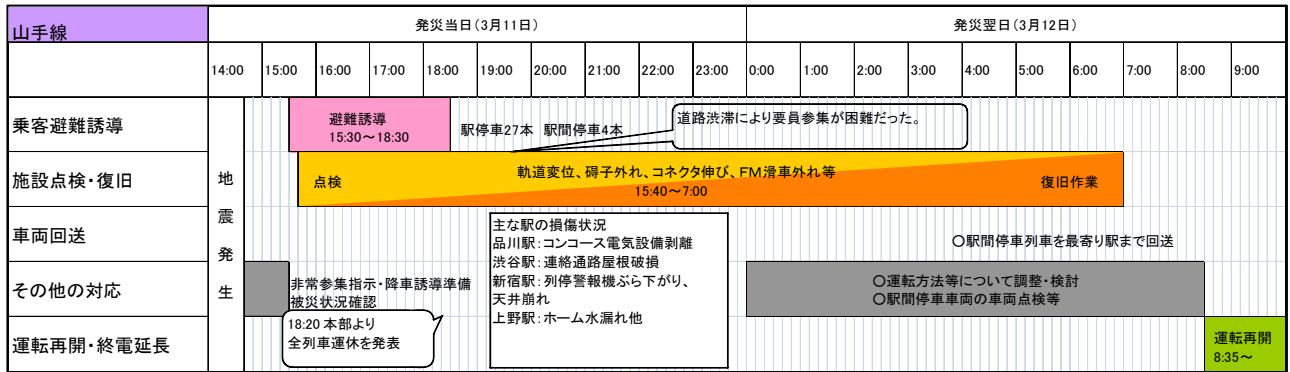 山手線
発災当日(3月11日)
発災翌日(3月12日)
14:00 15:00 16:00 17:00 18:00 19:00 20:00 21:00 22:00 23:00 0:00 1:00 2:00 3:00 4:00 5:00 6:00 7:00 8:00 9:00
地震発生
乗客避難誘導
避難誘導
15:30～18:30
駅停車27本 駅間停車4本
道路渋滞により要員参集が困難だった。
施設点検・復旧
点検
軌道変位、碍子外れ、コネクタ伸び、FM滑車外れ等
15:40～7:00
復旧作業
車両回送
主な駅の損傷状況
品川駅:コンコース電気設備剥離
渋谷駅:連絡通路屋根破損
新宿駅:列停警報機ぶら下がり、
天井崩れ
上野駅:ホーム水漏れ他
○駅間停車列車を最寄り駅まで回送
その他の対応
非常参集指示・降車誘導準備
被災状況確認
○運転方法等について調整・検討
○駅間停車車両の車両点検等
運転再開・終電延長
18:20 本部より
全列車運休を発表
運転再開
8:35～